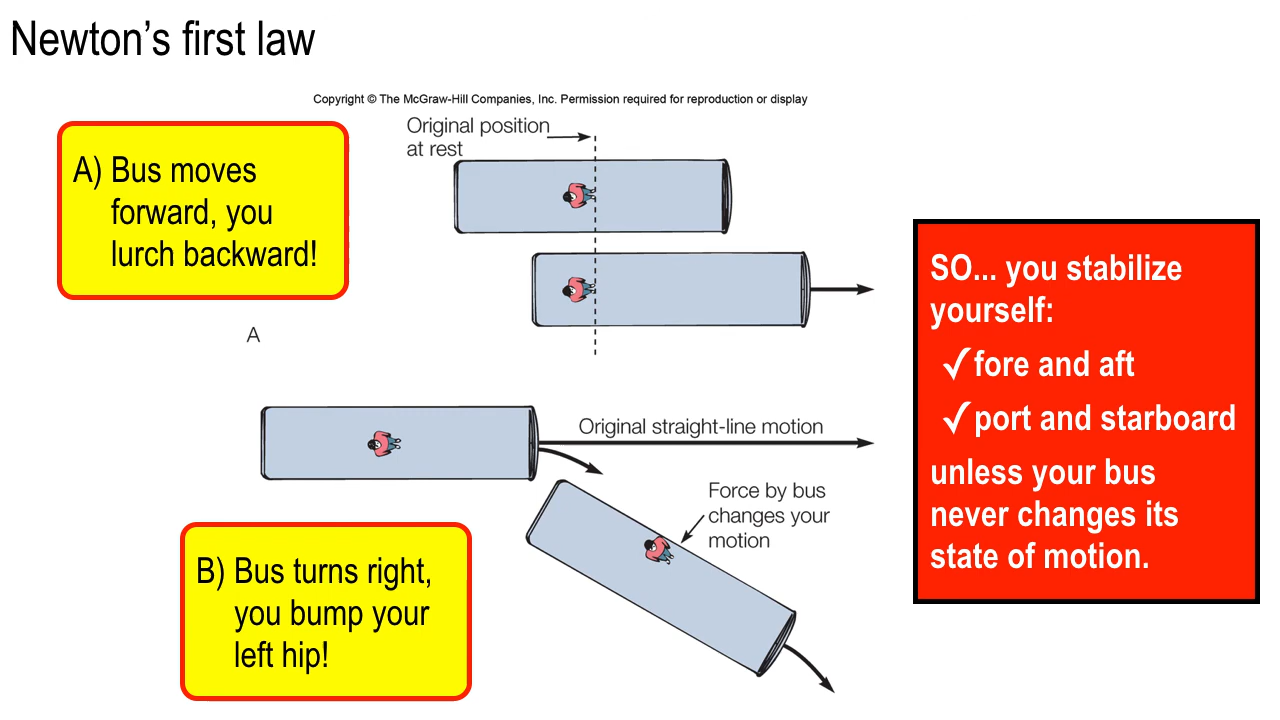 Newton’s first law
Copyright © The McGraw-Hill Companies, Inc. Permission required for reproduction or display
Original position
at rest
A) Bus moves
forward, you
lurch backward!
A
SO... you stabilize
yourself:
✓fore and aft
✓port and starboard
unless your bus
never changes its
state of motion.
Original straight-line motion
Force by bus
changes your
motion
B) Bus turns right,
you bump your
left hip!